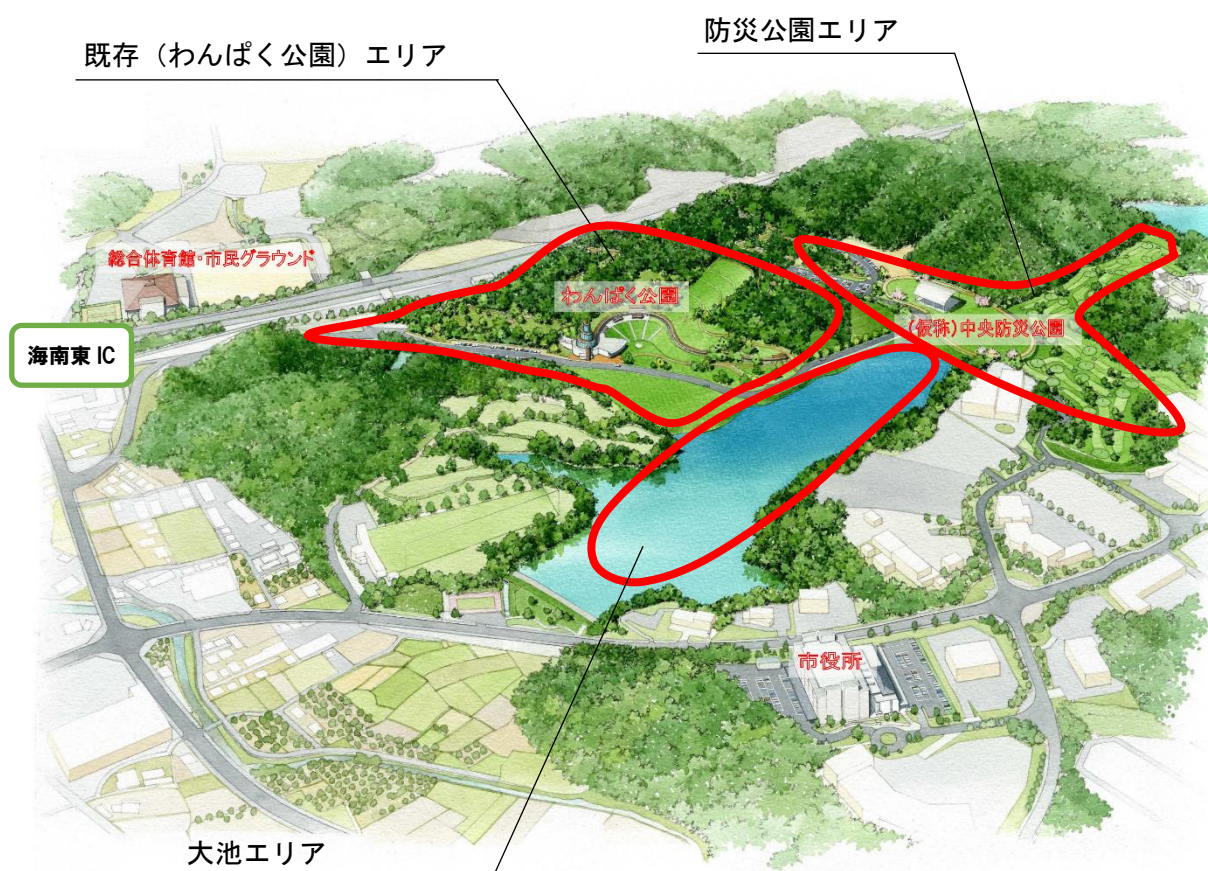 防災公園エリア
既存（わんぱく公園）エリア
総合体育館・市民グラウンド
わんぱく公園
(仮称)中央防災公園
海南東 IC
市役所
大池エリア